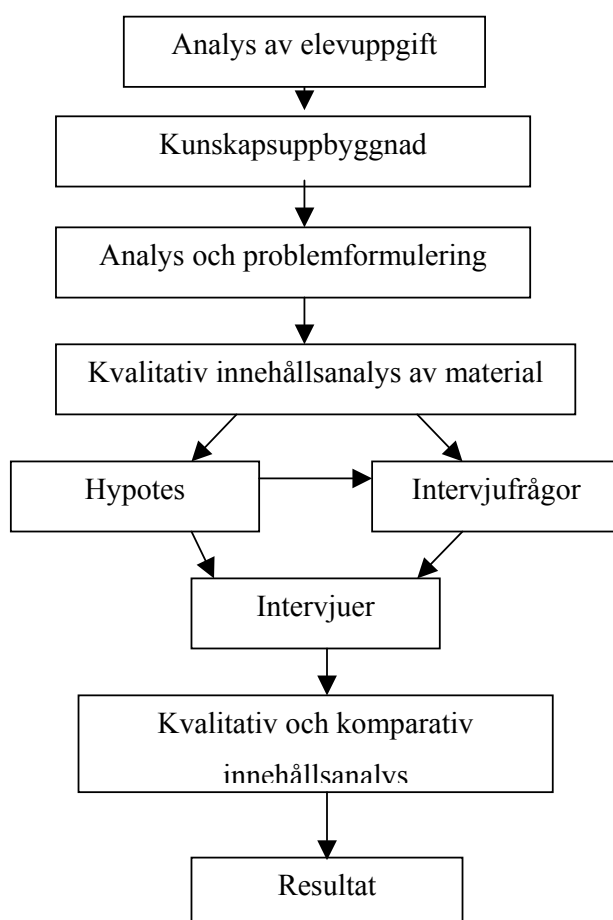 Analys av elevuppgift
Kunskapsuppbyggnad
Analys och problemformulering
Kvalitativ innehållsanalys av material
Hypotes
Intervjufrågor
Intervjuer
Kvalitativ och komparativ
innehållsanalys
Resultat